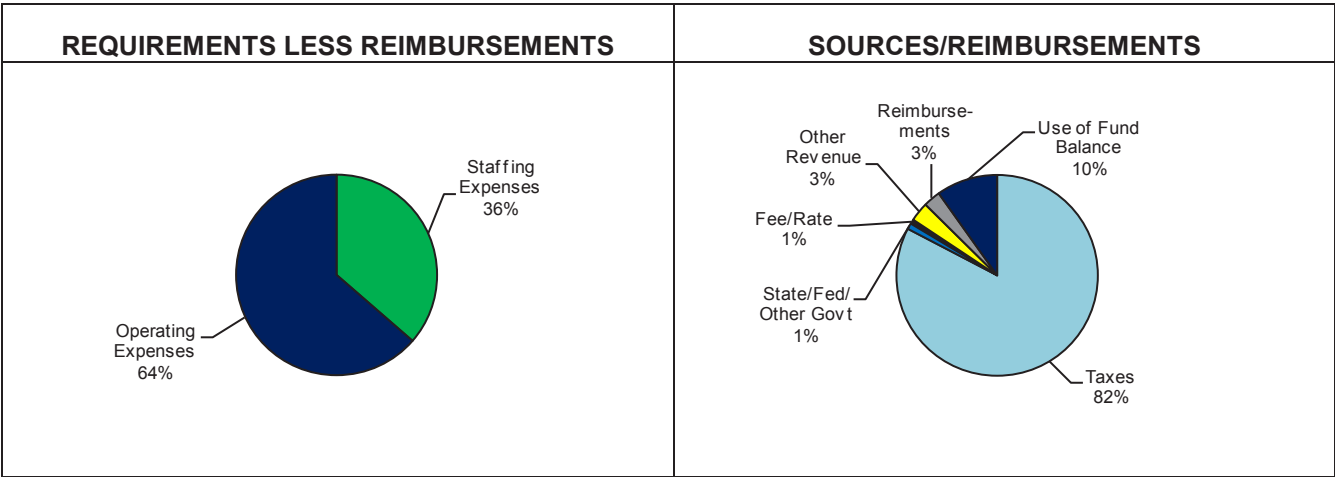 REQUIREMENTS LESS REIMBURSEMENTS
Staffing
Expenses
36%
Operating
Expenses
64%
SOURCES/REIMBURSEMENTS
Reimburse-
ments
3%
Use of Fund
Balance
10%
Other
Revenue
3%
Fee/Rate
1%
State/Fed/
Other Govt
1%
Taxes
82%